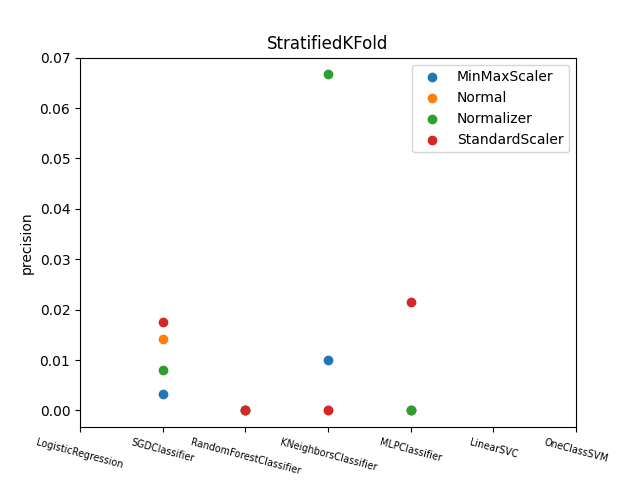 StratifiedKFold
0.07
0.06
0.05
0.04
0.03
0.02
0.01
0.00
precision
MinMaxScaler
Normal
Normalizer
StandardScaler
LogisticRegression
SGDClassifier
RandomForestClassifier
KNeighborsClassifier
MLPClassifier
LinearSVC
OneClassSVM